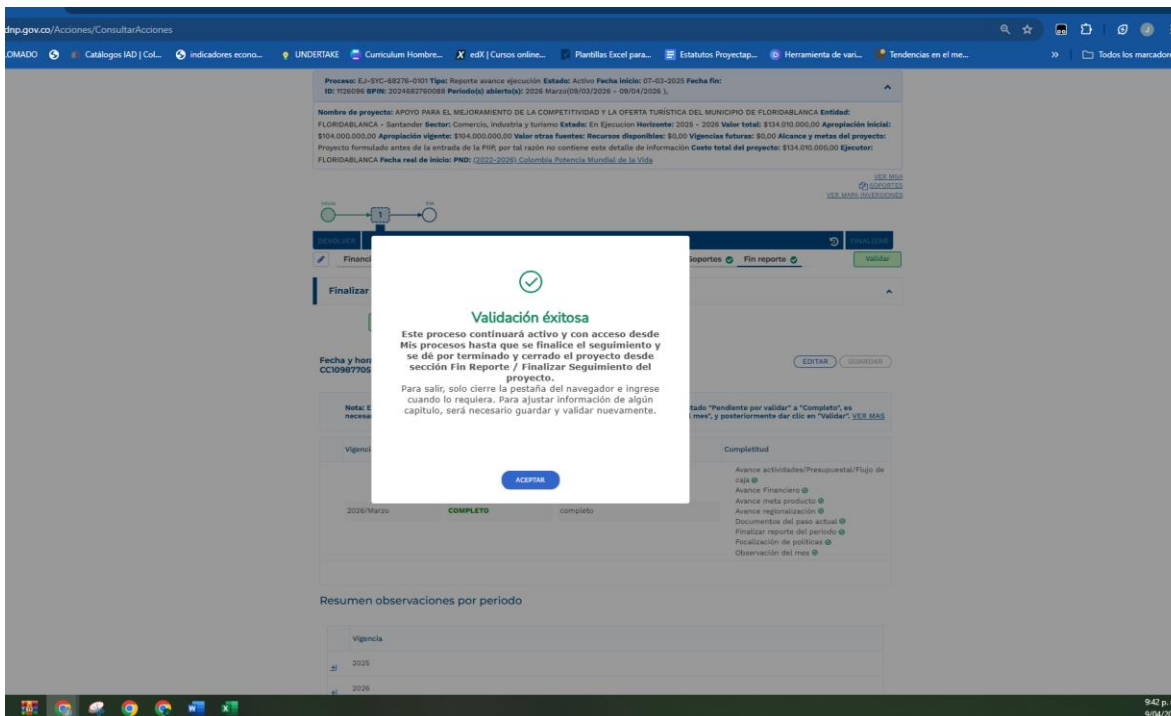 dnp.gov.co/Acciones/ConsultarAcciones
LOMADO Catálogos IAD | Col... indicadores econo... UNDERTAKE Curriculum Hombre... edX | Cursos online... Plantillas Excel para... Estatutos Proyectap... Herramienta de vari... Tendencias en el me... » Todos los marcadore
Proceso: EJ-SYC-68276-0101 Tipo: Reporte avance ejecución Estado: Activo Fecha inicio: 07-03-2025 Fecha fin:
ID: 1126096 BPIN: 2024682760088 Periodo(s) abierto(s): 2026 Marzo(09/03/2026 - 09/04/2026 ),
Nombre de proyecto: APOYO PARA EL MEJORAMIENTO DE LA COMPETITIVIDAD Y LA OFERTA TURÍSTICA DEL MUNICIPIO DE FLORIDABLANCA Entidad:
FLORIDABLANCA - Santander Sector: Comercio, industria y turismo Estado: En Ejecucion Horizonte: 2025 - 2026 Valor total: $134.010.000,00 Apropiación inicial:
$104.000.000,00 Apropiación vigente: $104.000.000,00 Valor otras fuentes: Recursos disponibles: $0,00 Vigencias futuras: $0,00 Alcance y metas del proyecto:
Proyecto formulado antes de la entrada de la PIIP, por tal razón no contiene este detalle de información Costo total del proyecto: $134.010.000,00 Ejecutor:
FLORIDABLANCA Fecha real de inicio: PND: (2022-2026) Colombia Potencia Mundial de la Vida
VER MGA
SOPORTES
VER MAPA INVERSIONES
1
DEVOLVER FINALIZAR
Financi Soportes Fin reporte Validar
Finalizar
Validación éxitosa
Este proceso continuará activo y con acceso desde
Mis procesos hasta que se finalice el seguimiento y
se dé por terminado y cerrado el proyecto desde
sección Fin Reporte / Finalizar Seguimiento del
proyecto.
Para salir, solo cierre la pestaña del navegador e ingrese
cuando lo requiera. Para ajustar información de algún
capitulo, será necesario guardar y validar nuevamente.
ACEPTAR
Fecha y hora
CC10987705
EDITAR GUARDAR
Nota: E tado "Pendiente por validar" a "Completo", es
necesar l mes", y posteriormente dar clic en "Validar". VER MAS
Vigenci Completitud
Avance actividades/Presupuestal/Flujo de
caja
Avance Financiero
Avance meta producto
2026/Marzo COMPLETO completo Avance regionalización
Documentos del paso actual
Finalizar reporte del periodo
Focalización de políticas
Observación del mes
Resumen observaciones por periodo
Vigencia
2025
2026
9:42 p.
9/04/20